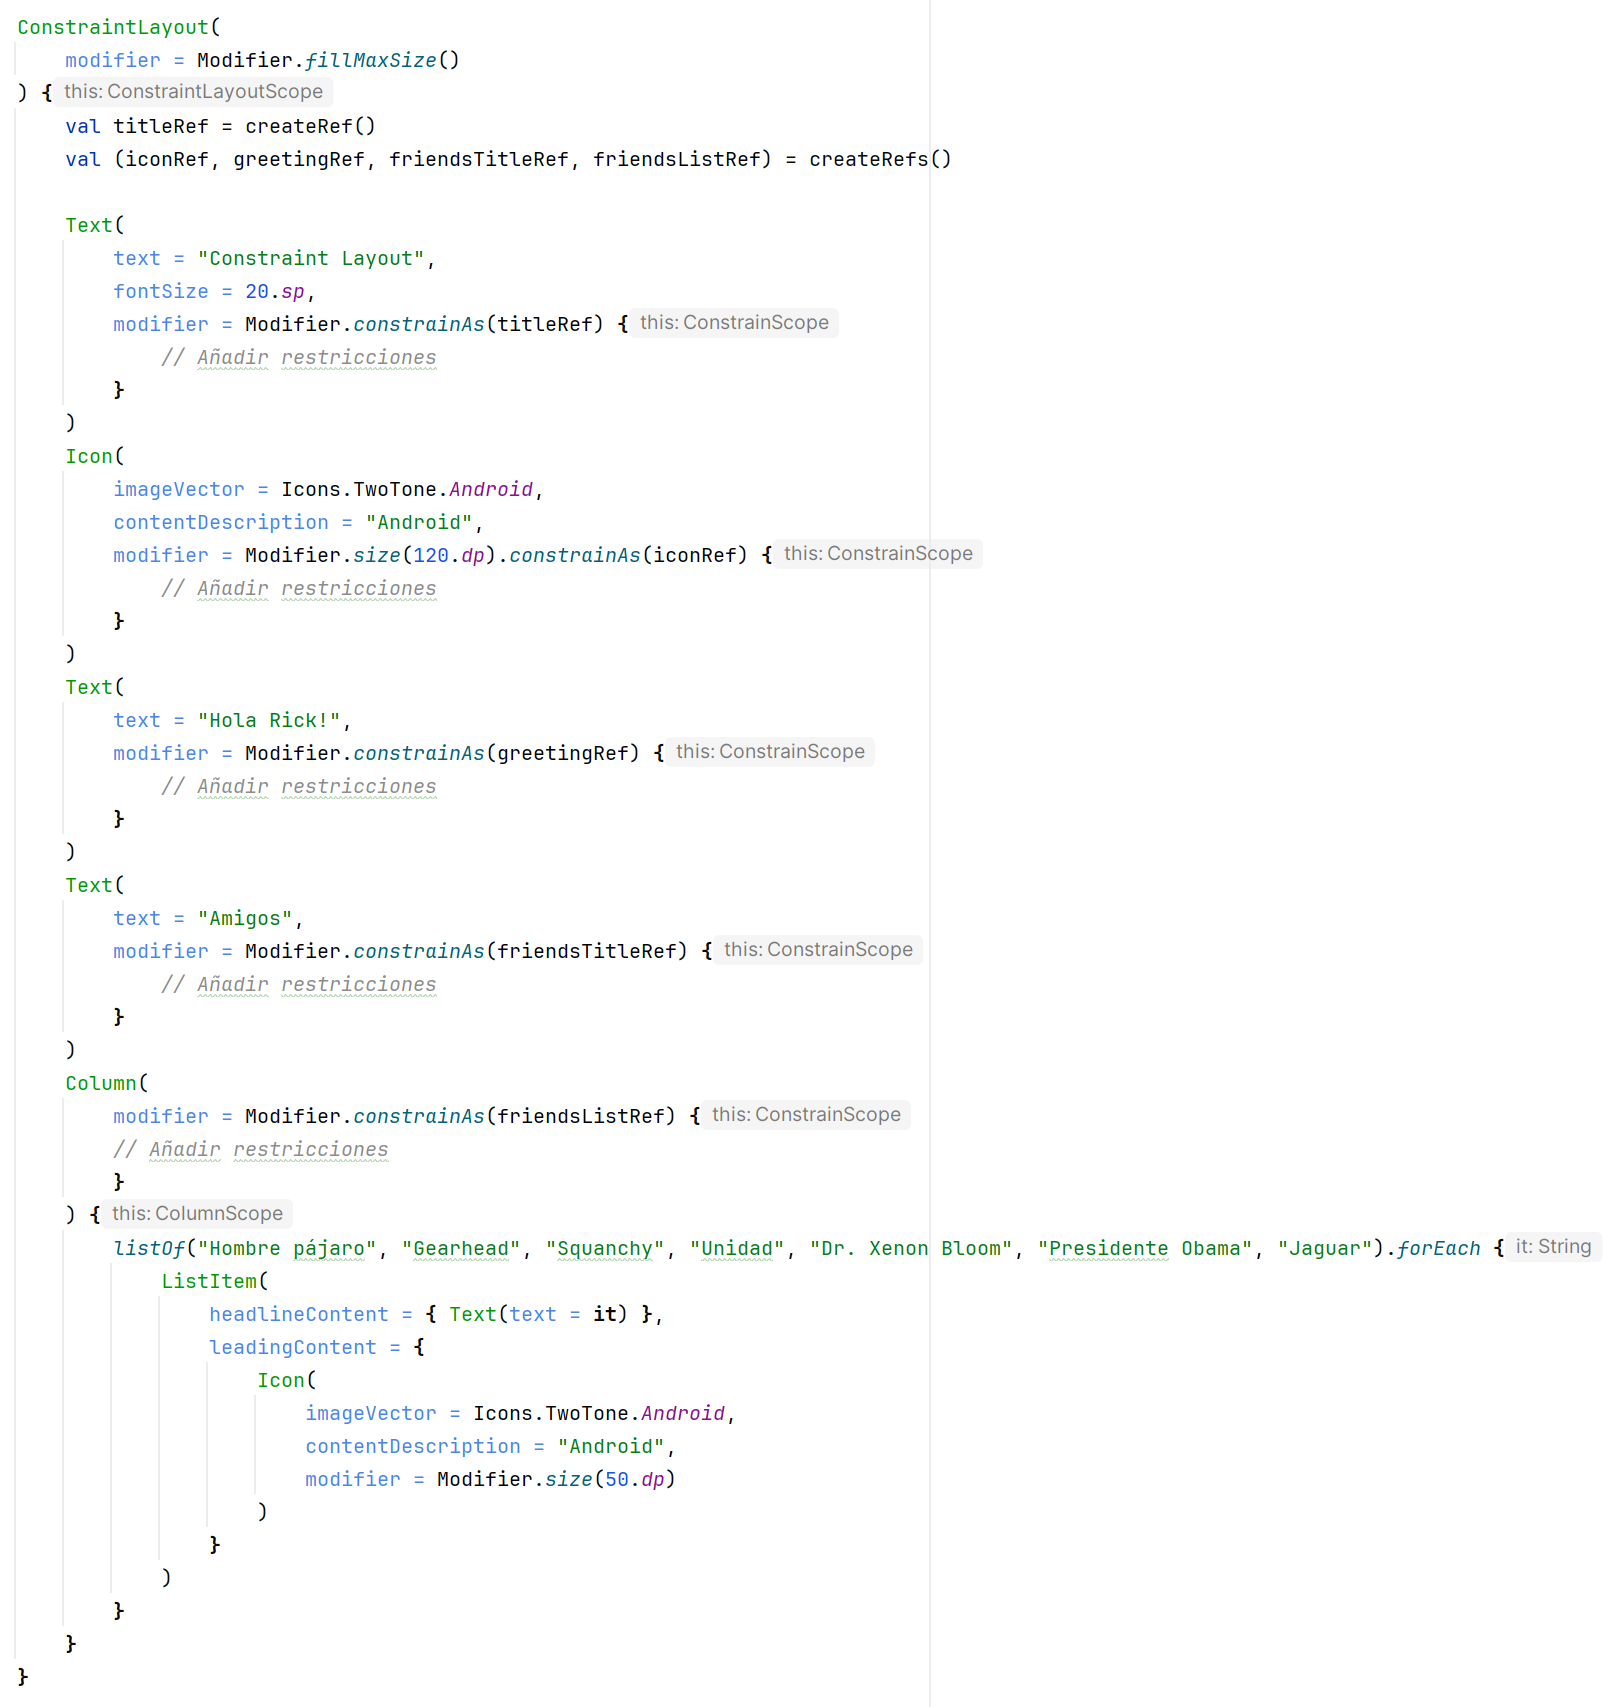 ConstraintLayout(
    modifier = Modifier.fillMaxSize()
) { this: ConstraintLayoutScope
    val titleRef = createRef()
    val (iconRef, greetingRef, friendsTitleRef, friendsListRef) = createRefs()

    Text(
        text = "Constraint Layout",
        fontSize = 20.sp,
        modifier = Modifier.constrainAs(titleRef) { this: ConstrainScope
            // Añadir restricciones
        }
    )
    Icon(
        imageVector = Icons.TwoTone.Android,
        contentDescription = "Android",
        modifier = Modifier.size(120.dp).constrainAs(iconRef) { this: ConstrainScope
            // Añadir restricciones
        }
    )
    Text(
        text = "Hola Rick!",
        modifier = Modifier.constrainAs(greetingRef) { this: ConstrainScope
            // Añadir restricciones
        }
    )
    Text(
        text = "Amigos",
        modifier = Modifier.constrainAs(friendsTitleRef) { this: ConstrainScope
            // Añadir restricciones
        }
    )
    Column(
        modifier = Modifier.constrainAs(friendsListRef) { this: ConstrainScope
        // Añadir restricciones
        }
    ) { this: ColumnScope
        listOf("Hombre pájaro", "Gearhead", "Squanchy", "Unidad", "Dr. Xenon Bloom", "Presidente Obama", "Jaguar").forEach { it: String
            ListItem(
                headlineContent = { Text(text = it) },
                leadingContent = {
                    Icon(
                        imageVector = Icons.TwoTone.Android,
                        contentDescription = "Android",
                        modifier = Modifier.size(50.dp)
                    )
                }
            )
        }
    }
}